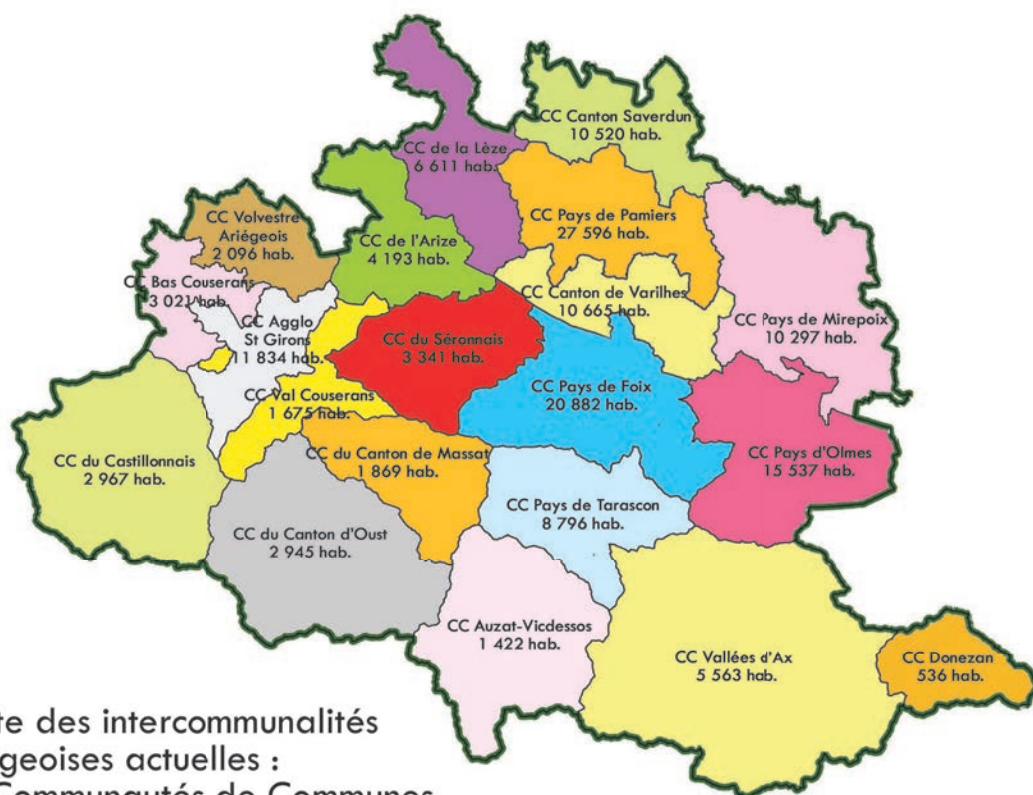 CC Canton Saverdun
10 520 hab.
CC de la Lèze
6 611 hab.
CC Volvestre
Ariégeois
2 096 hab.
CC de l'Arize
4 193 hab.
CC Pays de Pamiers
27 596 hab.
CC Bas Couserans
3 021 hab.
CC Agglo
St Girons
11 834 hab.
CC Canton de Varilhes
10 665 hab.
CC Pays de Mirepoix
10 297 hab.
CC du Séronnais
3 341 hab.
CC Val Couserans
1 675 hab.
CC Pays de Foix
20 882 hab.
CC du Castillonnais
2 967 hab.
CC du Canton de Massat
1 869 hab.
CC Pays d'Olmes
15 537 hab.
CC Pays de Tarascon
8 796 hab.
CC du Canton d'Oust
2 945 hab.
CC Auzat-Vicdessos
1 422 hab.
CC Vallées d'Ax
5 563 hab.
CC Donezan
536 hab.
te des intercommunalités
geoises actuelles :
Communautés de Communes